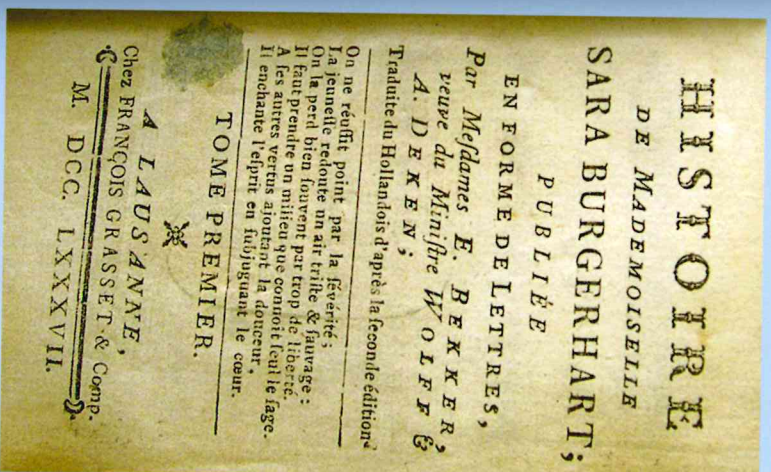 HISTOIRE
DE MADEMOISELLE
SARA BURGERHART;
PUBLIÉE
EN FORME DE LETTRES,
Par Meſdames E. BEKKER,
veuve du Miniſtre WOLFF &
A. DEKEN;
Traduite du Hollandois d'après la ſeconde édition.
On ne réuſſit point par la ſévérité;
La jeuneſſe redoute un air triſte & ſauvage:
On la perd bien ſouvent par trop de liberté.
Il faut prendre un milieu que connoit ſeul le ſage.
A ſes autres vertus ajoutant la douceur,
Il enchante l'eſprit en ſubjuguant le cœur.
TOME PREMIER.
A LAUSANNE,
Chez FRANÇOIS GRASSET & Comp.
M. DCC. LXXXVII.